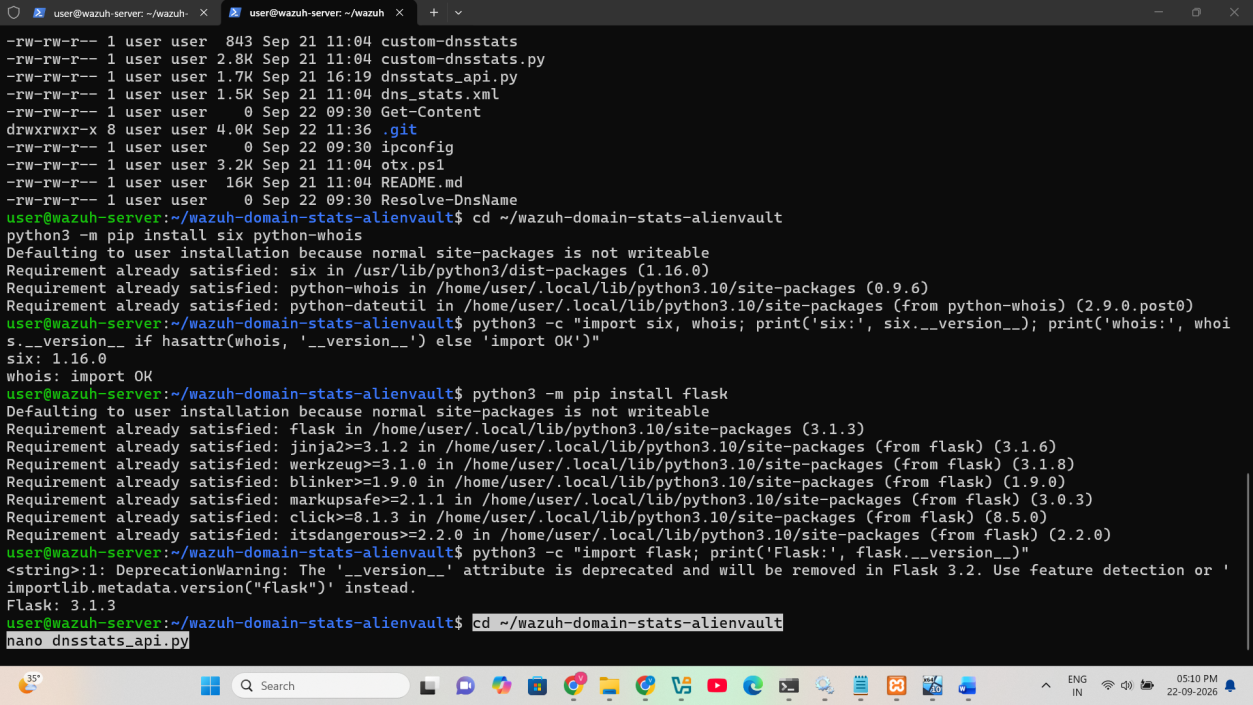 user@wazuh-server: ~/wazuh-
user@wazuh-server: ~/wazuh
-rw-rw-r-- 1 user user  843 Sep 21 11:04 custom-dnsstats
-rw-rw-r-- 1 user user 2.8K Sep 21 11:04 custom-dnsstats.py
-rw-rw-r-- 1 user user 1.7K Sep 21 16:19 dnsstats_api.py
-rw-rw-r-- 1 user user 1.5K Sep 21 11:04 dns_stats.xml
-rw-rw-r-- 1 user user    0 Sep 22 09:30 Get-Content
drwxrwxr-x 8 user user 4.0K Sep 22 11:36 .git
-rw-rw-r-- 1 user user    0 Sep 22 09:30 ipconfig
-rw-rw-r-- 1 user user 3.2K Sep 21 11:04 otx.ps1
-rw-rw-r-- 1 user user  16K Sep 21 11:04 README.md
-rw-rw-r-- 1 user user    0 Sep 22 09:30 Resolve-DnsName
user@wazuh-server:~/wazuh-domain-stats-alienvault$ cd ~/wazuh-domain-stats-alienvault
python3 -m pip install six python-whois
Defaulting to user installation because normal site-packages is not writeable
Requirement already satisfied: six in /usr/lib/python3/dist-packages (1.16.0)
Requirement already satisfied: python-whois in /home/user/.local/lib/python3.10/site-packages (0.9.6)
Requirement already satisfied: python-dateutil in /home/user/.local/lib/python3.10/site-packages (from python-whois) (2.9.0.post0)
user@wazuh-server:~/wazuh-domain-stats-alienvault$ python3 -c "import six, whois; print('six:', six.__version__); print('whois:', whoi
s.__version__ if hasattr(whois, '__version__') else 'import OK')"
six: 1.16.0
whois: import OK
user@wazuh-server:~/wazuh-domain-stats-alienvault$ python3 -m pip install flask
Defaulting to user installation because normal site-packages is not writeable
Requirement already satisfied: flask in /home/user/.local/lib/python3.10/site-packages (3.1.3)
Requirement already satisfied: jinja2>=3.1.2 in /home/user/.local/lib/python3.10/site-packages (from flask) (3.1.6)
Requirement already satisfied: werkzeug>=3.1.0 in /home/user/.local/lib/python3.10/site-packages (from flask) (3.1.8)
Requirement already satisfied: blinker>=1.9.0 in /home/user/.local/lib/python3.10/site-packages (from flask) (1.9.0)
Requirement already satisfied: markupsafe>=2.1.1 in /home/user/.local/lib/python3.10/site-packages (from flask) (3.0.3)
Requirement already satisfied: click>=8.1.3 in /home/user/.local/lib/python3.10/site-packages (from flask) (8.5.0)
Requirement already satisfied: itsdangerous>=2.2.0 in /home/user/.local/lib/python3.10/site-packages (from flask) (2.2.0)
user@wazuh-server:~/wazuh-domain-stats-alienvault$ python3 -c "import flask; print('Flask:', flask.__version__)"
<string>:1: DeprecationWarning: The '__version__' attribute is deprecated and will be removed in Flask 3.2. Use feature detection or '
importlib.metadata.version("flask")' instead.
Flask: 3.1.3
user@wazuh-server:~/wazuh-domain-stats-alienvault$ cd ~/wazuh-domain-stats-alienvault
nano dnsstats_api.py
35°
Search
ENG
IN
05:10 PM
22-09-2026